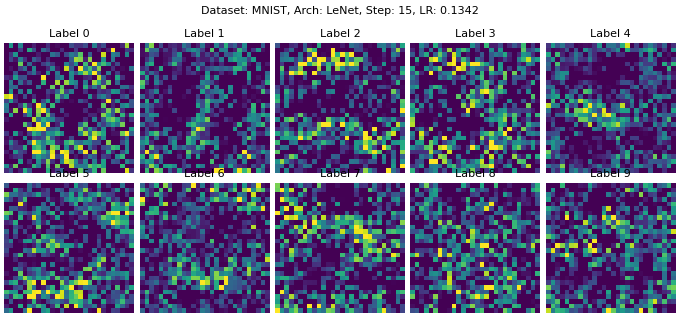 Dataset: MNIST, Arch: LeNet, Step: 15, LR: 0.1342
Label 0 Label 1 Label 2 Label 3 Label 4
Label 5 Label 6 Label 7 Label 8 Label 9